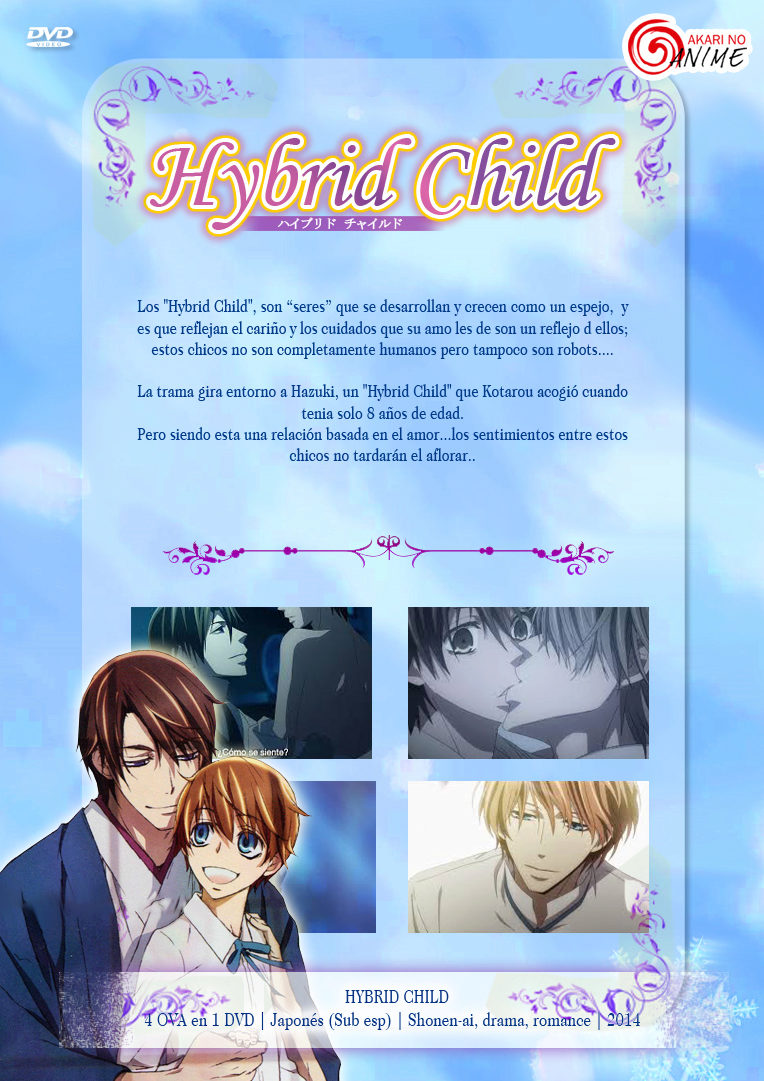 DVD
VIDEO
AKARI NO
ANIME
Hybrid Child
ハイブリド チャイルド
Los "Hybrid Child", son “seres” que se desarrollan y crecen como un espejo, y
es que reflejan el cariño y los cuidados que su amo les de son un reflejo d ellos;
estos chicos no son completamente humanos pero tampoco son robots....
La trama gira entorno a Hazuki, un "Hybrid Child" que Kotarou acogió cuando
tenia solo 8 años de edad.
Pero siendo esta una relación basada en el amor...los sentimientos entre estos
chicos no tardarán el aflorar..
¿Cómo se siente?
HYBRID CHILD
4 OVA en 1 DVD | Japonés (Sub esp) | Shonen-ai, drama, romance | 2014